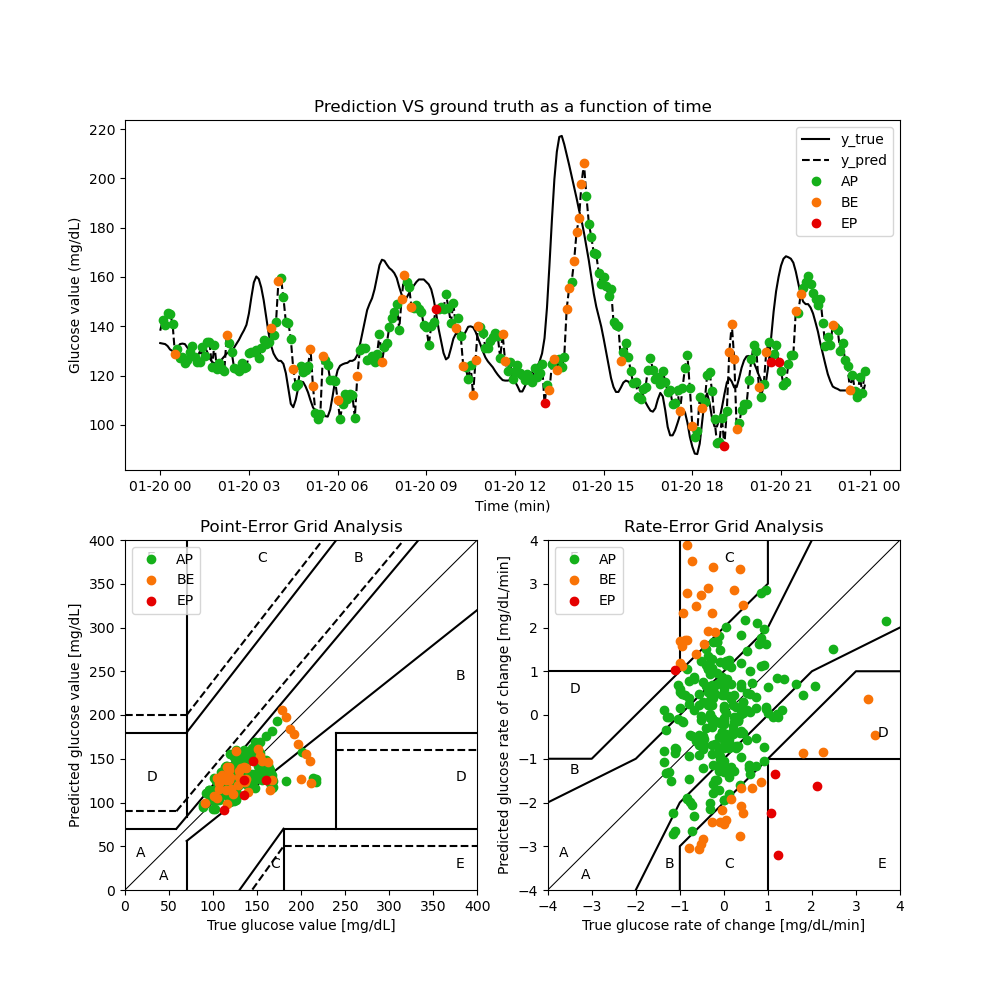 Prediction VS ground truth as a function of time
Glucose value (mg/dL)
220
200
180
160
140
120
100
y_true
y_pred
AP
BE
EP
01-20 00 01-20 03 01-20 06 01-20 09 01-20 12 01-20 15 01-20 18 01-20 21 01-21 00
Time (min)
Point-Error Grid Analysis
Predicted glucose value [mg/dL]
400
350
300
250
200
150
100
50
0
AP
BE
EP
C
B
B
D
D
A
A
C
E
0 50 100 150 200 250 300 350 400
True glucose value [mg/dL]
Rate-Error Grid Analysis
Predicted glucose rate of change [mg/dL/min]
4
3
2
1
0
−1
−2
−3
−4
AP
BE
EP
C
D
D
B
A
A
B
C
E
−4 −3 −2 −1 0 1 2 3 4
True glucose rate of change [mg/dL/min]